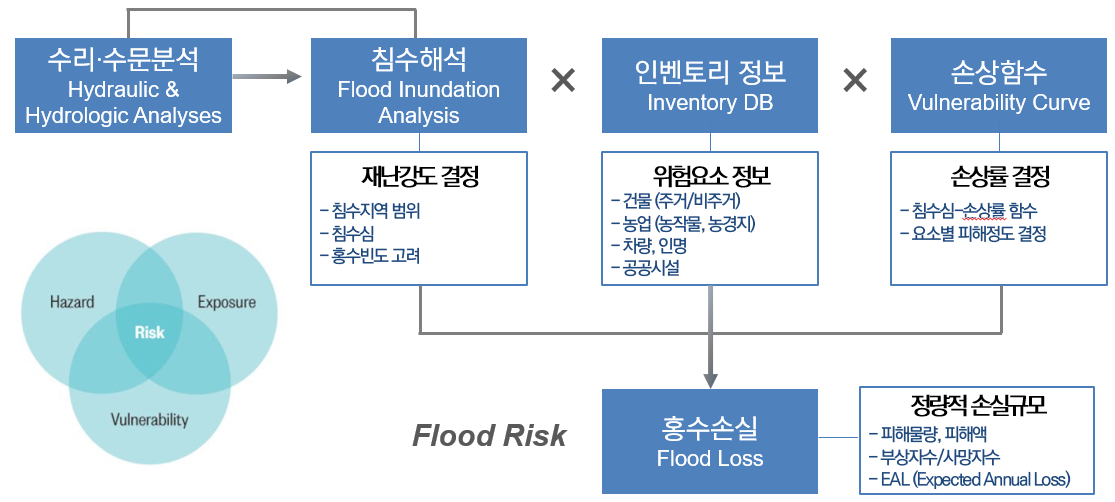 수리·수문분석
Hydraulic &
Hydrologic Analyses
침수해석
Flood Inundation
Analysis
×
인벤토리 정보
Inventory DB
×
손상함수
Vulnerability Curve
재난강도 결정
– 침수지역 범위
– 침수심
– 홍수빈도 고려
위험요소 정보
– 건물 (주거/비주거)
– 농업 (농작물, 농경지)
– 차량, 인명
– 공공시설
손상률 결정
– 침수심–손상률 함수
– 요소별 피해정도 결정
Hazard
Exposure
Risk
Vulnerability
Flood Risk
홍수손실
Flood Loss
정량적 손실규모
– 피해물량, 피해액
– 부상자수/사망자수
– EAL (Expected Annual Loss)